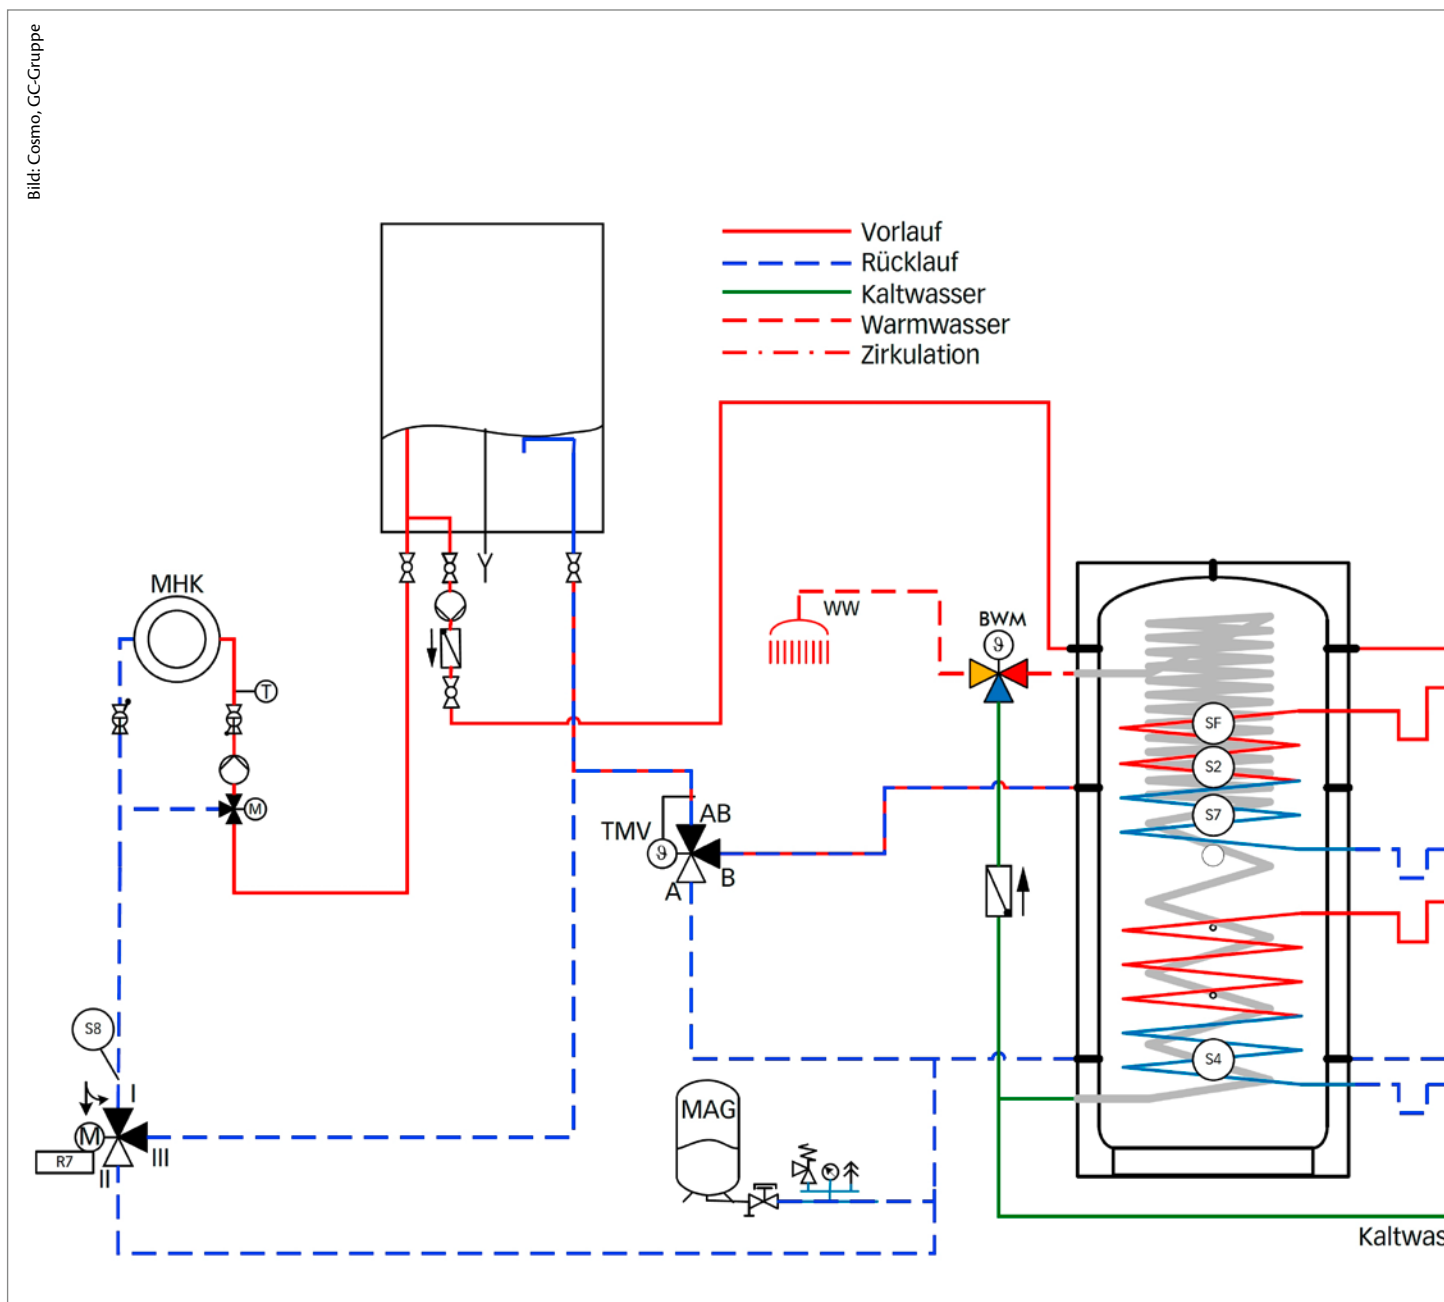 Bild: Cosmo, GC-Gruppe
Vorlauf
Rücklauf
Kaltwasser
Warmwasser
Zirkulation
MHK
T
M
WW
BWM
ϑ
SF
S2
S7
TMV
ϑ
AB
A
B
S8
S4
I
M
III
R7
II
MAG
Kaltwas